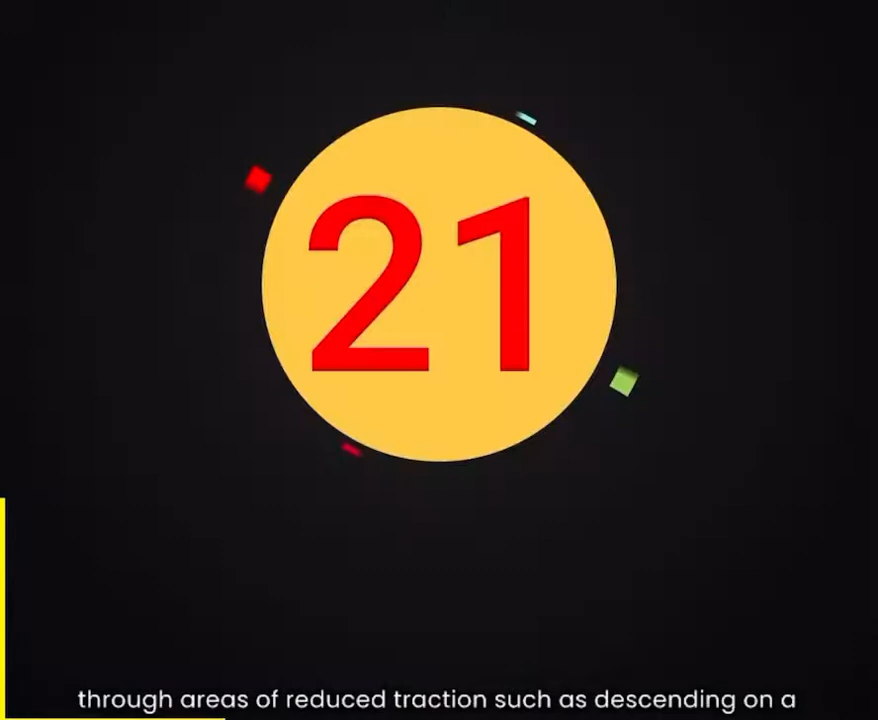 21
through areas of reduced traction such as descending on a